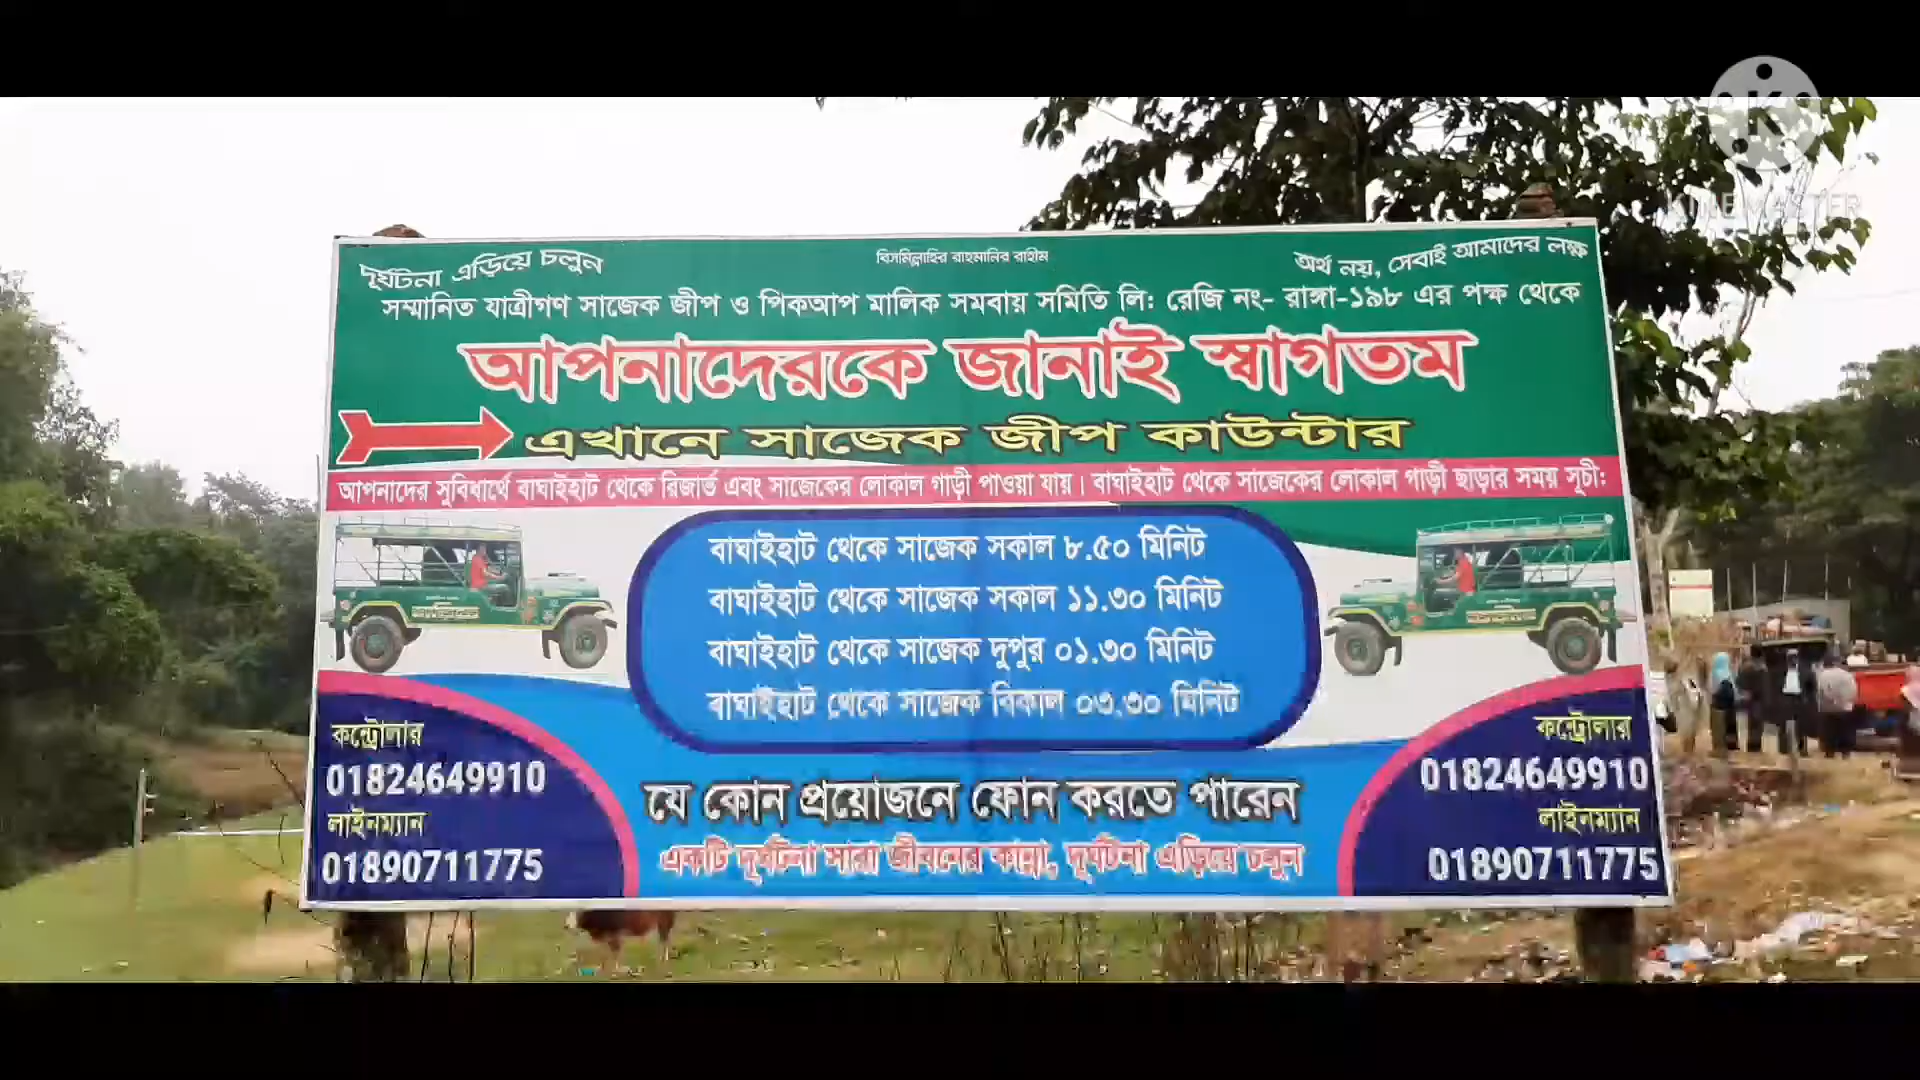 দূর্ঘটনা এড়িয়ে চলুন
বিসমিল্লাহির রাহমানির রাহীম
অর্থ নয়, সেবাই আমাদের লক্ষ
সম্মানিত যাত্রীগণ সাজেক জীপ ও পিকআপ মালিক সমবায় সমিতি লি: রেজি নং- রাঙ্গা-১৯৮ এর পক্ষ থেকে
আপনাদেরকে জানাই স্বাগতম
এখানে সাজেক জীপ কাউন্টার
আপনাদের সুবিধার্থে বাঘাইহাট থেকে রিজার্ভ এবং সাজেকের লোকাল গাড়ী পাওয়া যায়। বাঘাইহাট থেকে সাজেকের লোকাল গাড়ী ছাড়ার সময় সূচী:
বাঘাইহাট থেকে সাজেক সকাল ৮.৫০ মিনিট
বাঘাইহাট থেকে সাজেক সকাল ১১.৩০ মিনিট
বাঘাইহাট থেকে সাজেক দুপুর ০১.৩০ মিনিট
বাঘাইহাট থেকে সাজেক বিকাল ০৩.৩০ মিনিট
কন্ট্রোলার
01824649910
লাইনম্যান
01890711775
যে কোন প্রয়োজনে ফোন করতে পারেন
একটি দূর্ঘটনা সারা জীবনের কান্না, দূর্ঘটনা এড়িয়ে চলুন
কন্ট্রোলার
01824649910
লাইনম্যান
01890711775
K
KINEMASTER